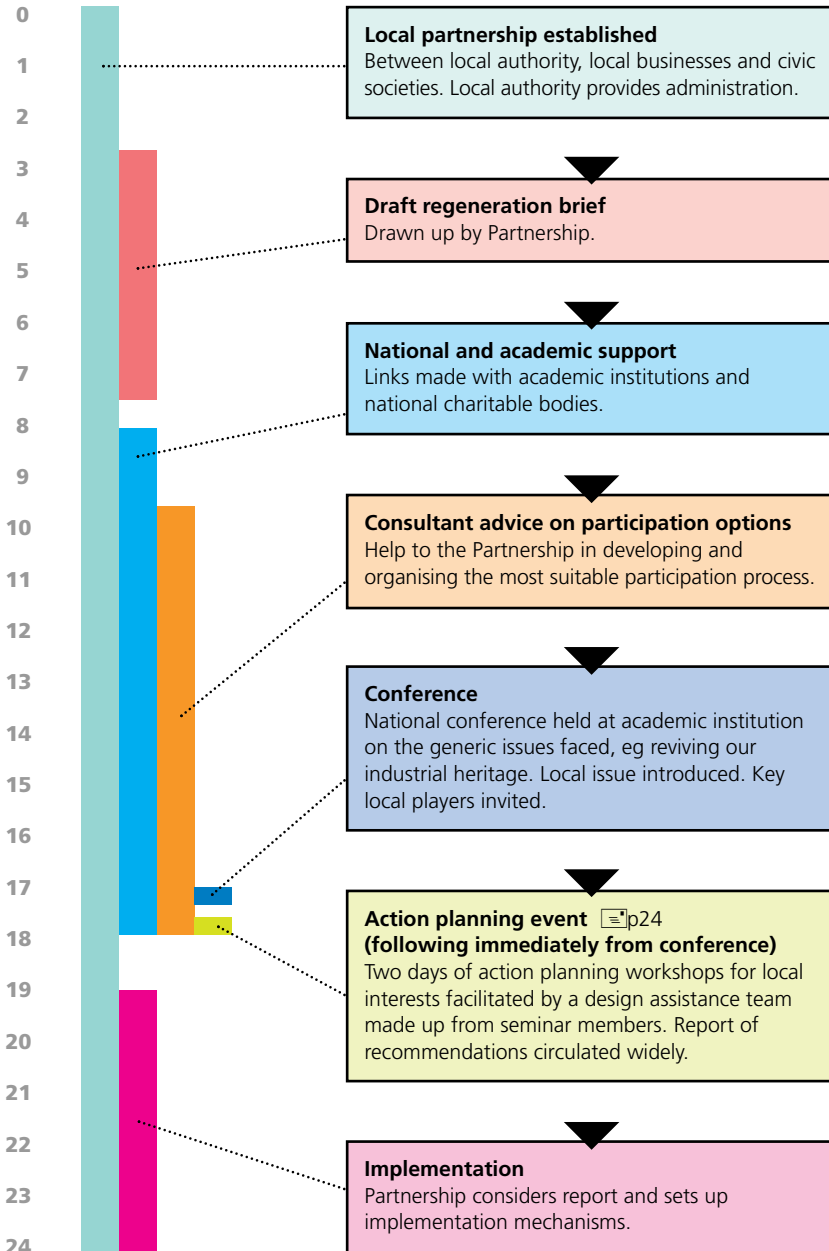 0
1
2
3
4
5
6
7
8
9
10
11
12
13
14
15
16
17
18
19
20
21
22
23
24
Local partnership established
Between local authority, local businesses and civic
societies. Local authority provides administration.
Draft regeneration brief
Drawn up by Partnership.
National and academic support
Links made with academic institutions and
national charitable bodies.
Consultant advice on participation options
Help to the Partnership in developing and
organising the most suitable participation process.
Conference
National conference held at academic institution
on the generic issues faced, eg reviving our
industrial heritage. Local issue introduced. Key
local players invited.
Action planning event p24
(following immediately from conference)
Two days of action planning workshops for local
interests facilitated by a design assistance team
made up from seminar members. Report of
recommendations circulated widely.
Implementation
Partnership considers report and sets up
implementation mechanisms.